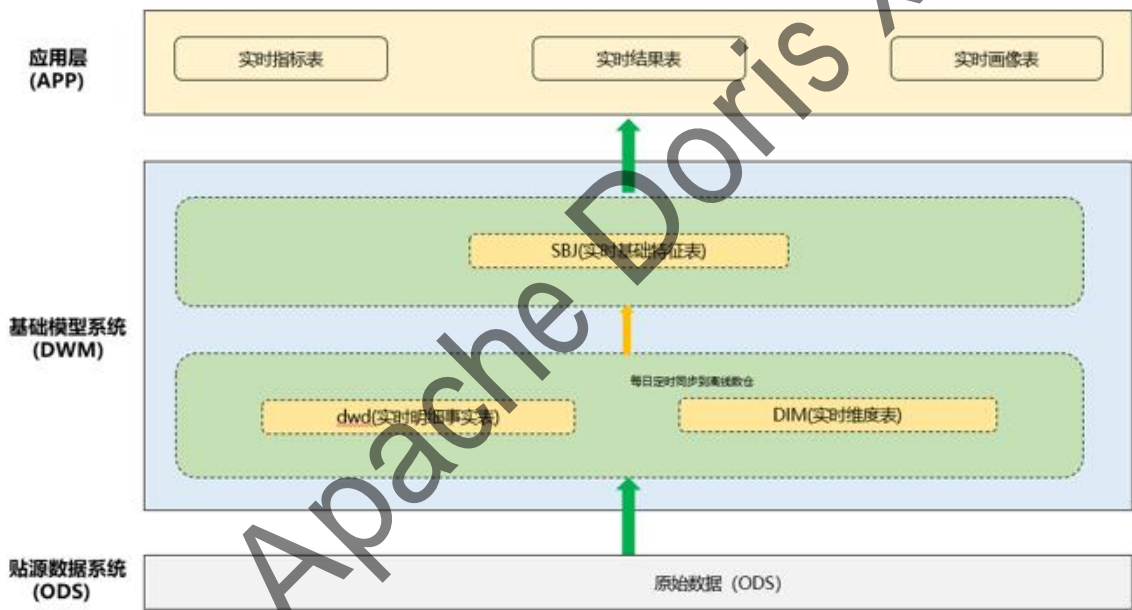 应用层
(APP)
实时指标表
实时结果表
实时画像表
SBJ(实时基础特征表)
基础模型系统
(DWM)
每日定时同步到离线数仓
dwd(实时明细事实表)
DIM(实时维度表)
贴源数据系统
(ODS)
原始数据（ODS）
Apache Doris